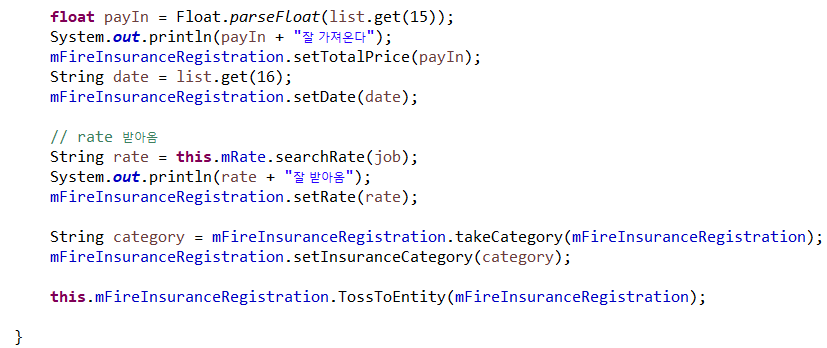 float payIn = Float.parseFloat(list.get(15));
System.out.println(payIn + "잘 가져온다");
mFireInsuranceRegistration.setTotalPrice(payIn);
String date = list.get(16);
mFireInsuranceRegistration.setDate(date);
// rate 받아옴
String rate = this.mRate.searchRate(job);
System.out.println(rate + "잘 받아옴");
mFireInsuranceRegistration.setRate(rate);
String category = mFireInsuranceRegistration.takeCategory(mFireInsuranceRegistration);
mFireInsuranceRegistration.setInsuranceCategory(category);
this.mFireInsuranceRegistration.TossToEntity(mFireInsuranceRegistration);
}